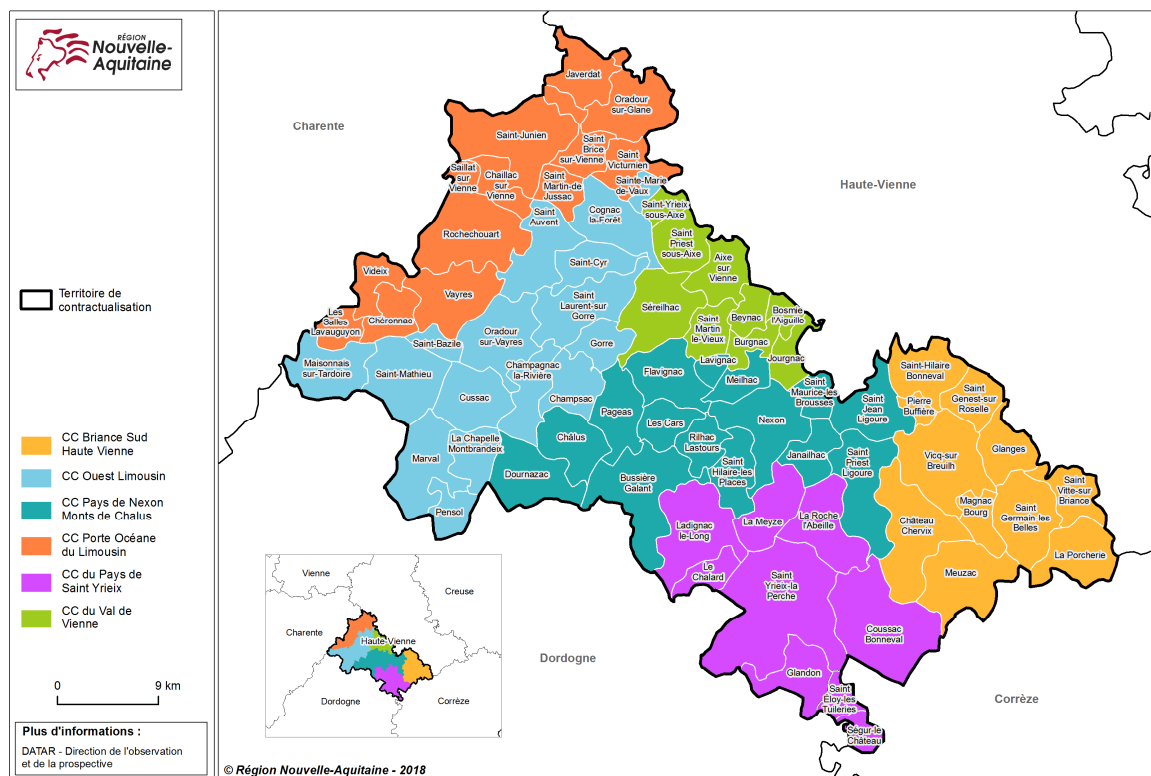 RÉGION
Nouvelle-
Aquitaine
Territoire de
contractualisation
CC Briance Sud
Haute Vienne
CC Ouest Limousin
CC Pays de Nexon
Monts de Chalus
CC Porte Océane
du Limousin
CC du Pays de
Saint Yrieix
CC du Val de
Vienne
0
9 km
Plus d'informations :
DATAR - Direction de l'observation
et de la prospective
Charente
Haute-Vienne
Dordogne
Corrèze
Javerdat
Oradour
sur-Glane
Saint-Junien
Saint
Brice
sur-Vienne
Saint
Victurnien
Saillat
sur
Vienne
Chaillac
sur
Vienne
Saint
Martin-de
Jussac
Sainte-Marie
de-Vaux
Saint
Auvent
Cognac
la-Forêt
Saint-Yrieix
sous-Aixe
Rochechouart
Saint
Priest
sous-Aixe
Aixe
sur
Vienne
Saint-Cyr
Videix
Vayres
Saint
Laurent-sur
Gorre
Séreilhac
Beynac
Bosmie
l'Aiguille
Les
Salles
Lavauguyon
Chéronnac
Saint-Bazile
Oradour
sur-Vayres
Gorre
Saint
Martin
le-Vieux
Burgnac
Jourgnac
Maisonnais
sur-Tardoire
Saint-Mathieu
Champagnac
la-Rivière
Lavignac
Flavignac
Meilhac
Cussac
Champsac
Saint
Maurice-les
Brousses
Saint
Jean
Ligoure
Saint-Hilaire
Bonneval
Pierre
Buffière
Saint
Genest-sur
Roselle
Pageas
Les Cars
Nexon
La Chapelle
Montbrandeix
Châlus
Rilhac
Lastours
Janailhac
Saint
Priest
Ligoure
Vicq-sur
Breuilh
Glanges
Marval
Dournazac
Bussière
Galant
Saint
Hilaire-les
Places
Saint
Vitte-sur
Briance
Pensol
Magnac
Bourg
Saint
Germain-les
Belles
Château
Chervix
La Porcherie
Ladignac
le-Long
La Meyze
La Roche
l'Abeille
Meuzac
Le
Chalard
Saint
Yrieix-la
Perche
Coussac
Bonneval
Glandon
Saint
Éloy-les
Tuileries
Ségur-le
Château
Vienne
Creuse
Charente
Haute-Vienne
Dordogne
Corrèze
© Région Nouvelle-Aquitaine - 2018